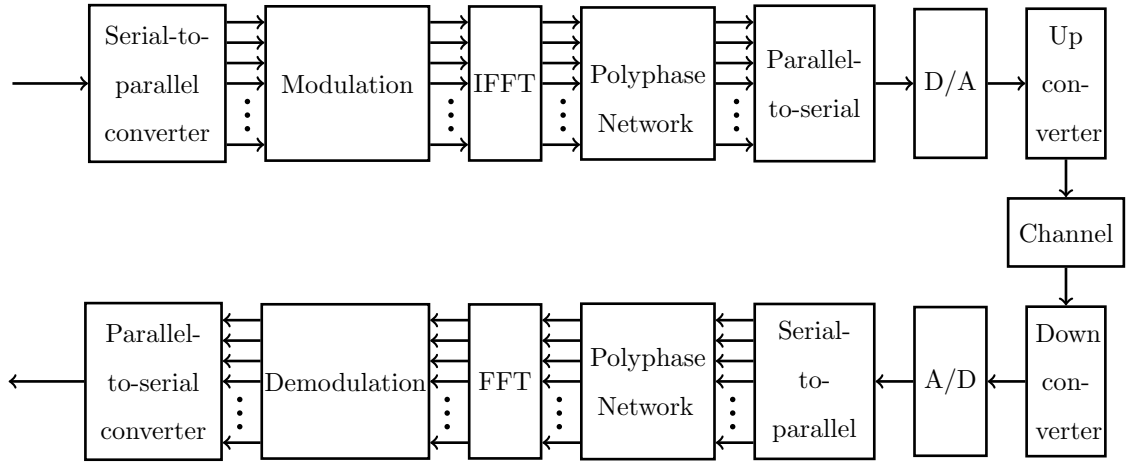 Serial-to-
parallel
converter
Modulation
IFFT
Polyphase
Network
Parallel-
to-serial
D/A
Up
con-
verter
Channel
Parallel-
to-serial
converter
Demodulation
FFT
Polyphase
Network
Serial-
to-
parallel
A/D
Down
con-
verter